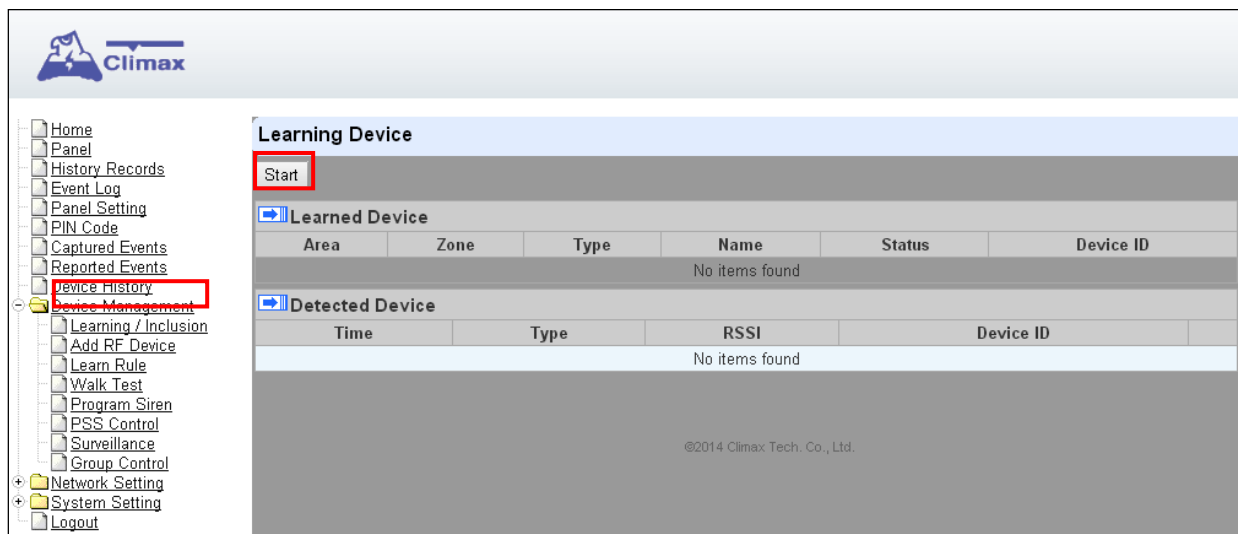 Climax
Home
Panel
History Records
Event Log
Panel Setting
PIN Code
Captured Events
Reported Events
Device History
Device Management
Learning / Inclusion
Add RF Device
Learn Rule
Walk Test
Program Siren
PSS Control
Surveillance
Group Control
Network Setting
System Setting
Logout
Learning Device
Start
Learned Device
Area Zone Type Name Status Device ID
No items found
Detected Device
Time Type RSSI Device ID
No items found
©2014 Climax Tech. Co., Ltd.